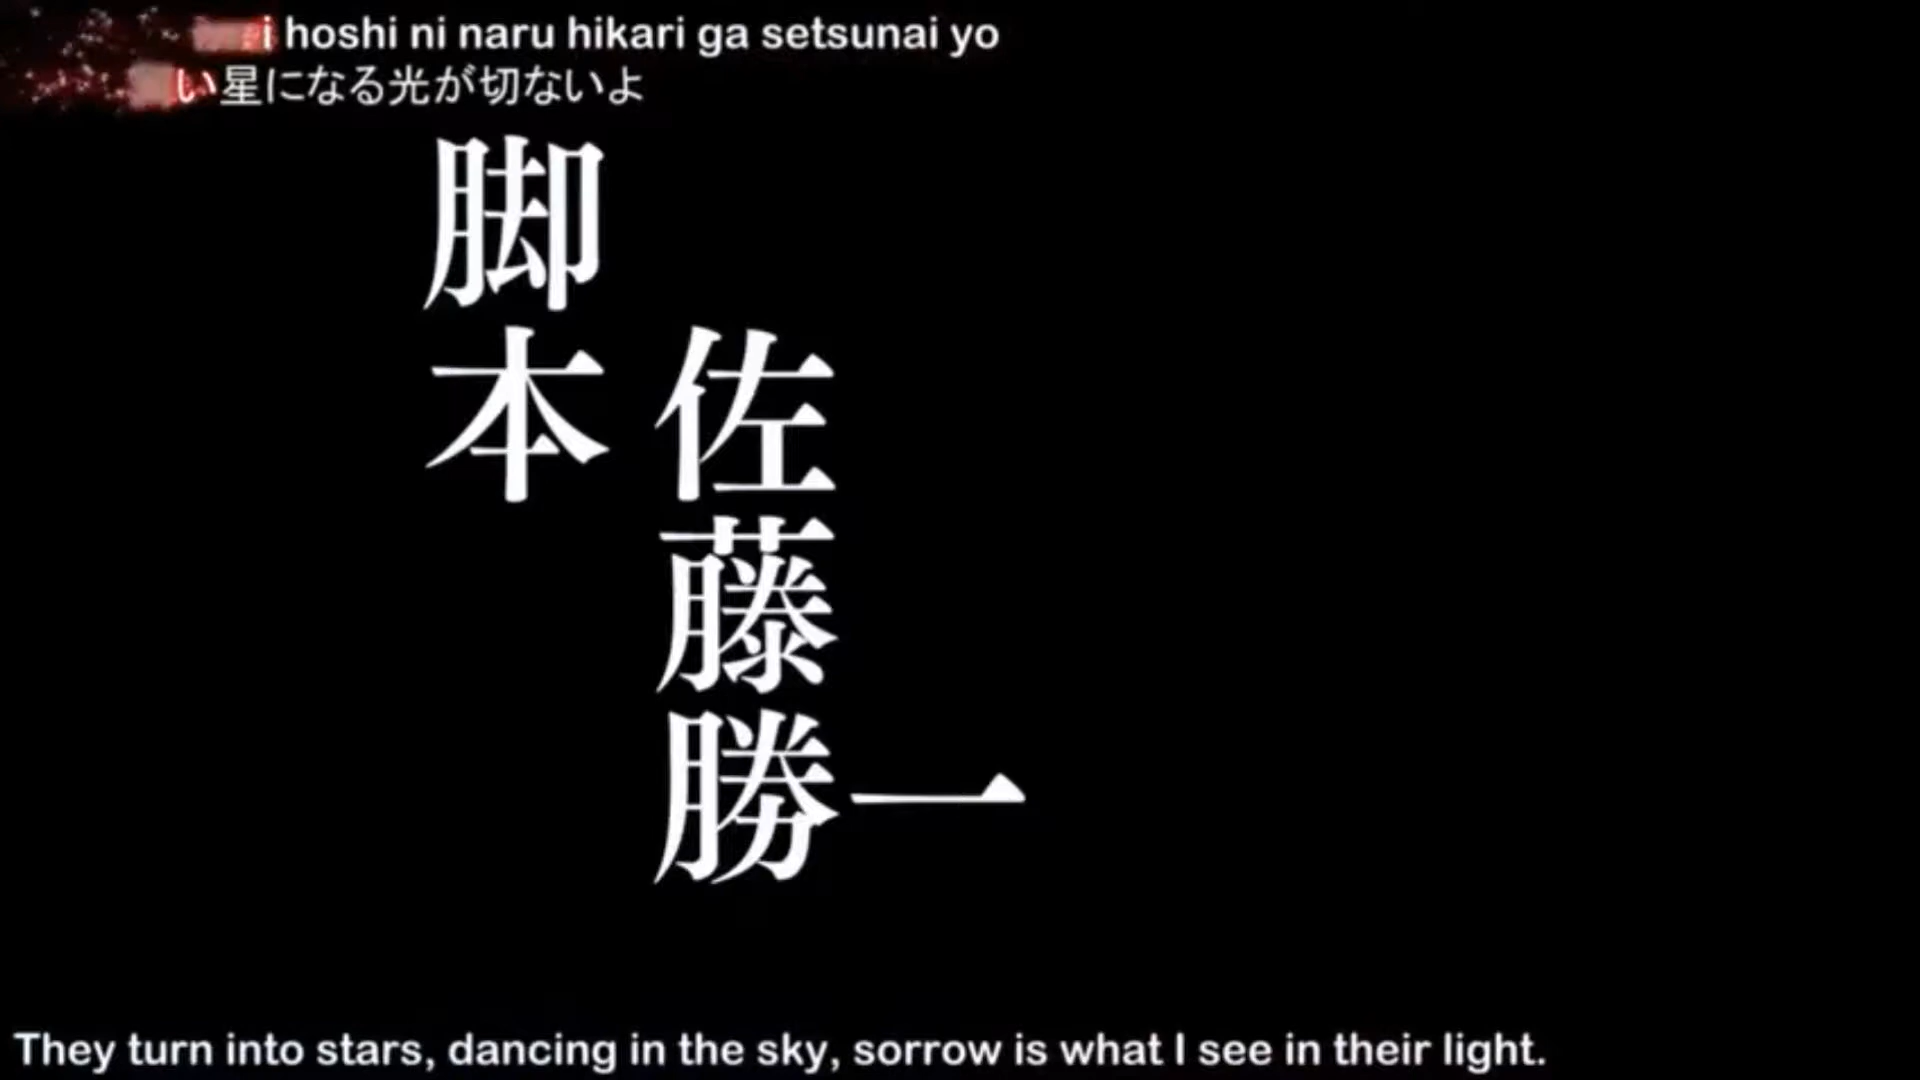 i hoshi ni naru hikari ga setsunai yo
い星になる光が切ないよ
脚本
佐藤勝一
They turn into stars, dancing in the sky, sorrow is what I see in their light.